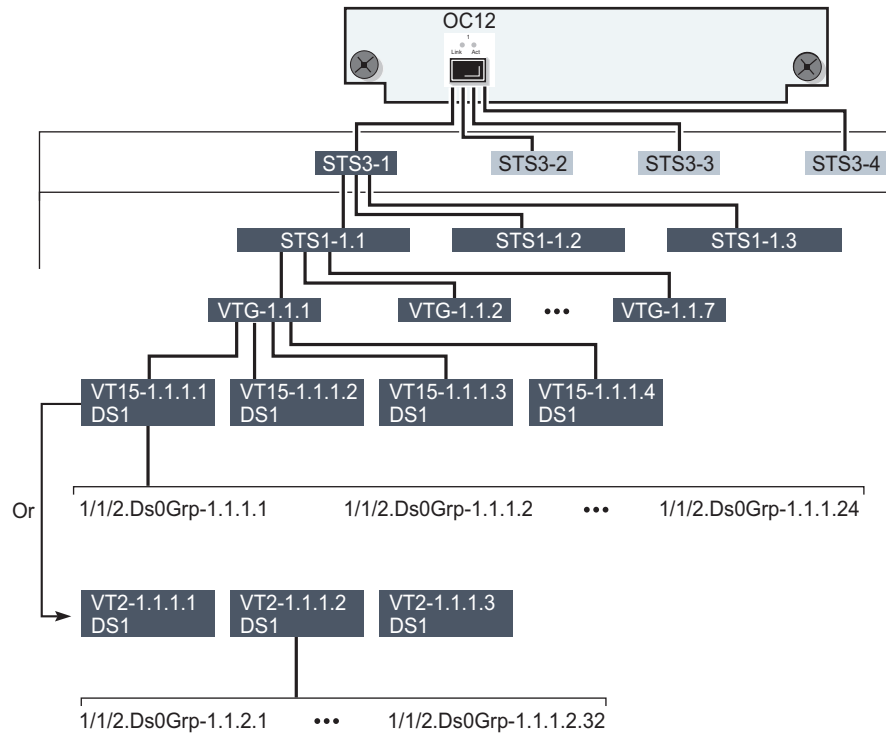 OC12
1
Link Act
STS3-1 STS3-2 STS3-3 STS3-4
STS1-1.1 STS1-1.2 STS1-1.3
VTG-1.1.1 VTG-1.1.2 ••• VTG-1.1.7
VT15-1.1.1.1 VT15-1.1.1.2 VT15-1.1.1.3 VT15-1.1.1.4
DS1 DS1 DS1 DS1
Or 1/1/2.Ds0Grp-1.1.1.1 1/1/2.Ds0Grp-1.1.1.2 ••• 1/1/2.Ds0Grp-1.1.1.24
VT2-1.1.1.1 VT2-1.1.1.2 VT2-1.1.1.3
DS1 DS1 DS1
1/1/2.Ds0Grp-1.1.2.1 ••• 1/1/2.Ds0Grp-1.1.1.2.32